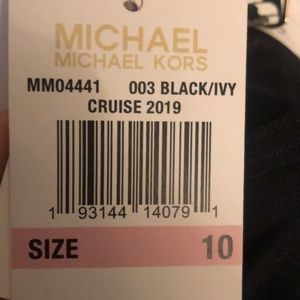 MICHAEL
MICHAEL KORS
MM04441 003 BLACK/IVY
CRUISE 2019
1 93144 14079 1
SIZE 10